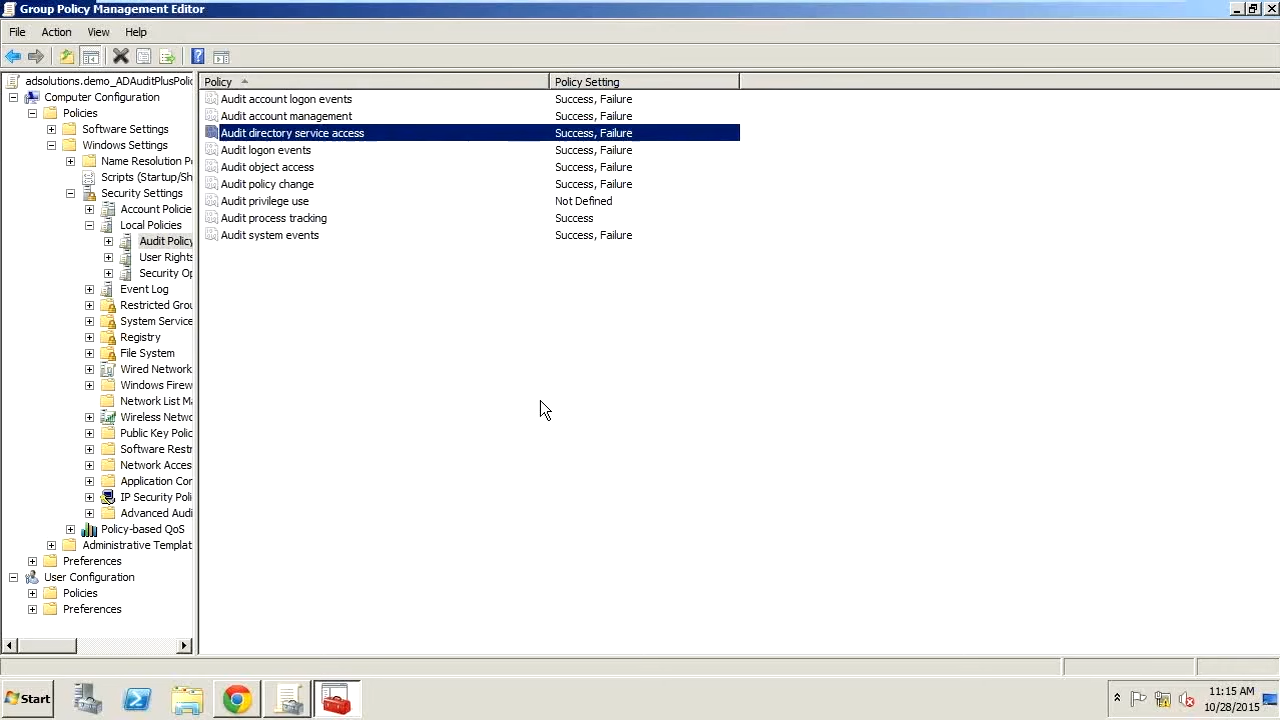 Group Policy Management Editor
File Action View Help
adsolutions.demo_ADAuditPlusPolic
Computer Configuration
Policies
Software Settings
Windows Settings
Name Resolution P
Scripts (Startup/Sh
Security Settings
Account Policie
Local Policies
Audit Policy
User Rights
Security Op
Event Log
Restricted Grou
System Service
Registry
File System
Wired Network
Windows Firew
Network List Ma
Wireless Netwo
Public Key Polic
Software Restr
Network Acces
Application Con
IP Security Poli
Advanced Audi
Policy-based QoS
Administrative Templat
Preferences
User Configuration
Policies
Preferences
Policy Policy Setting
Audit account logon events Success, Failure
Audit account management Success, Failure
Audit directory service access Success, Failure
Audit logon events Success, Failure
Audit object access Success, Failure
Audit policy change Success, Failure
Audit privilege use Not Defined
Audit process tracking Success
Audit system events Success, Failure
Start
11:15 AM
10/28/2015